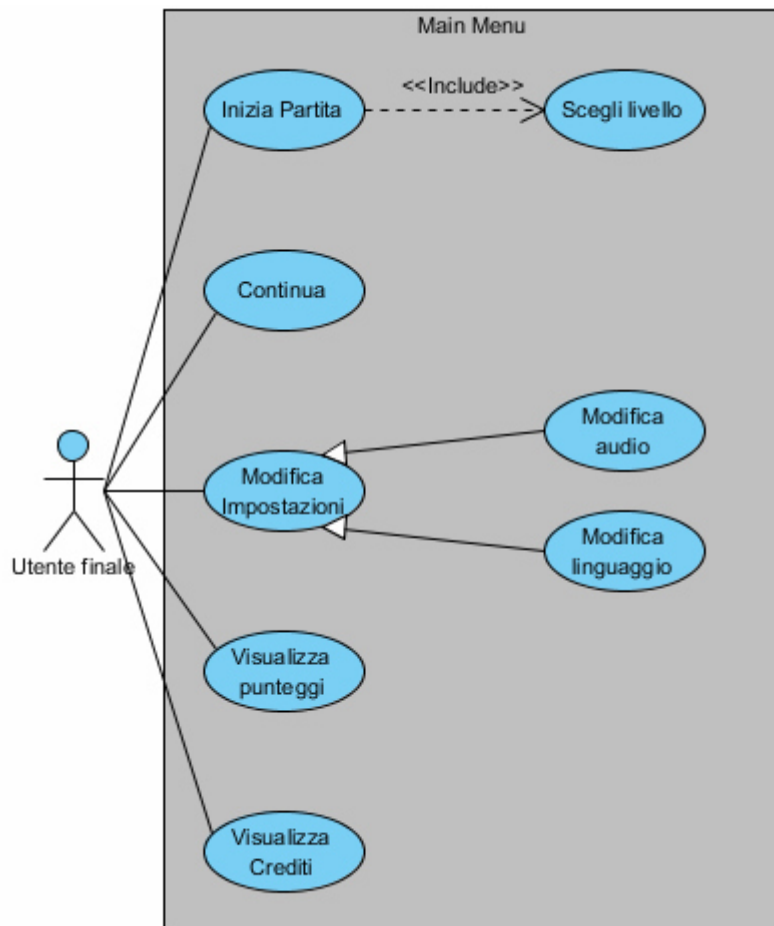 Main Menu
Inizia Partita
<<Include>>
Scegli livello
Continua
Modifica
audio
Modifica
Impostazioni
Modifica
linguaggio
Utente finale
Visualizza
punteggi
Visualizza
Crediti